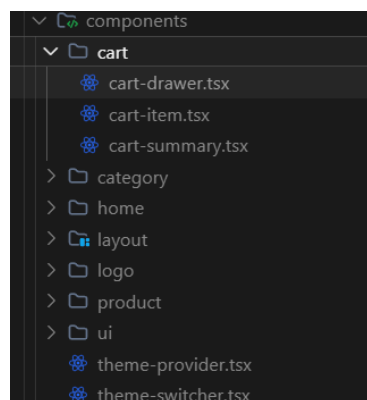 components
cart
cart-drawer.tsx
cart-item.tsx
cart-summary.tsx
category
home
layout
logo
product
ui
theme-provider.tsx
theme-switcher.tsx